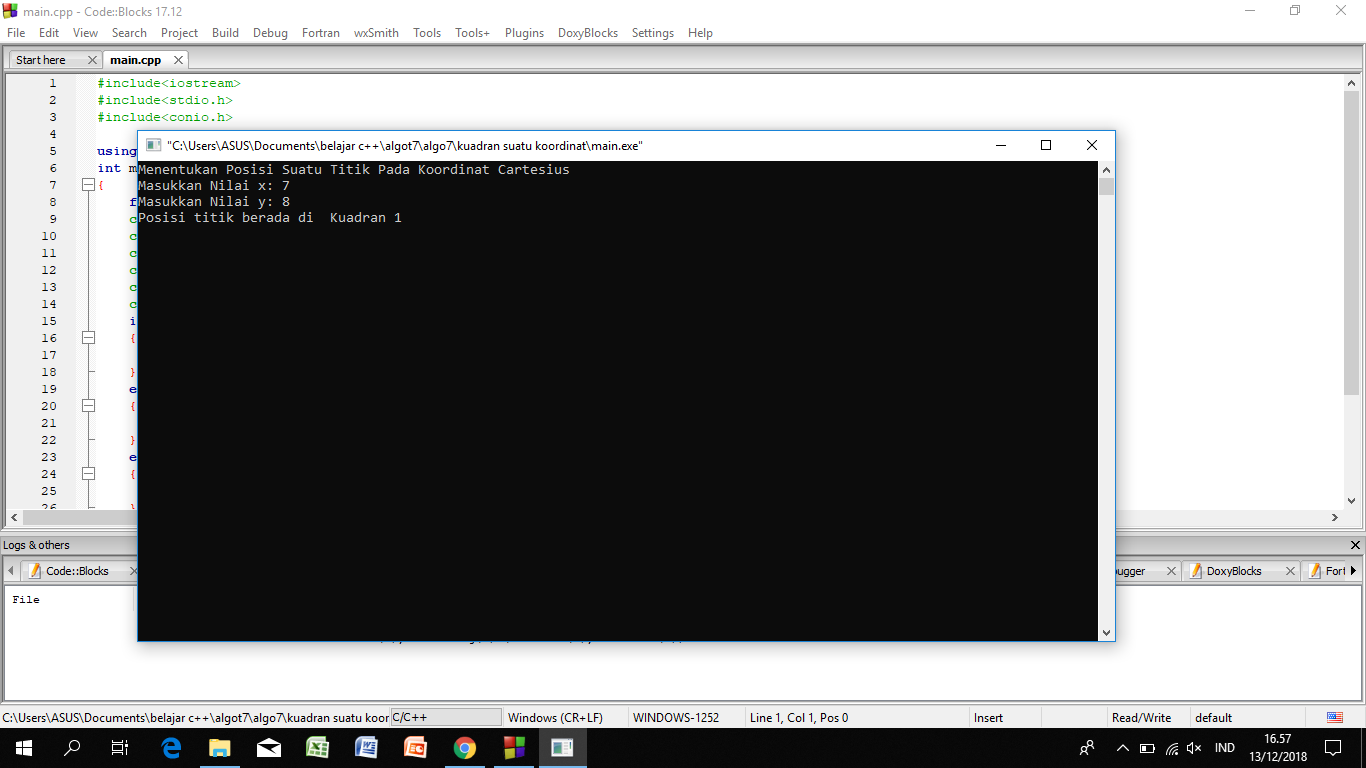 main.cpp - Code::Blocks 17.12
File Edit View Search Project Build Debug Fortran wxSmith Tools Tools+ Plugins DoxyBlocks Settings Help
Start here main.cpp
1 #include<iostream>
2 #include<stdio.h>
3 #include<conio.h>
4
5 using
6 int m
7 {
8 f
9 c
10 c
11 c
12 c
13 c
14 c
15 i
16 {
17
18 }
19 e
20 {
21
22 }
23 e
24 {
25
26 }
"C:\Users\ASUS\Documents\belajar c++\algot7\algo7\kuadran suatu koordinat\main.exe"
Menentukan Posisi Suatu Titik Pada Koordinat Cartesius
Masukkan Nilai x: 7
Masukkan Nilai y: 8
Posisi titik berada di  Kuadran 1
Logs & others
Code::Blocks ugger DoxyBlocks Fort
File
C:\Users\ASUS\Documents\belajar c++\algot7\algo7\kuadran suatu koor C/C++ Windows (CR+LF) WINDOWS-1252 Line 1, Col 1, Pos 0 Insert Read/Write default
IND 16.57
13/12/2018